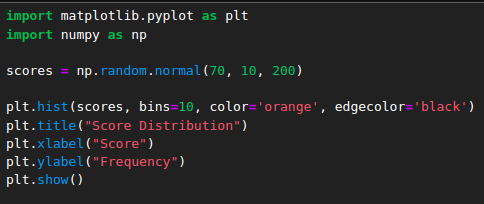 import matplotlib.pyplot as plt
import numpy as np
scores = np.random.normal(70, 10, 200)
plt.hist(scores, bins=10, color='orange', edgecolor='black')
plt.title("Score Distribution")
plt.xlabel("Score")
plt.ylabel("Frequency")
plt.show()